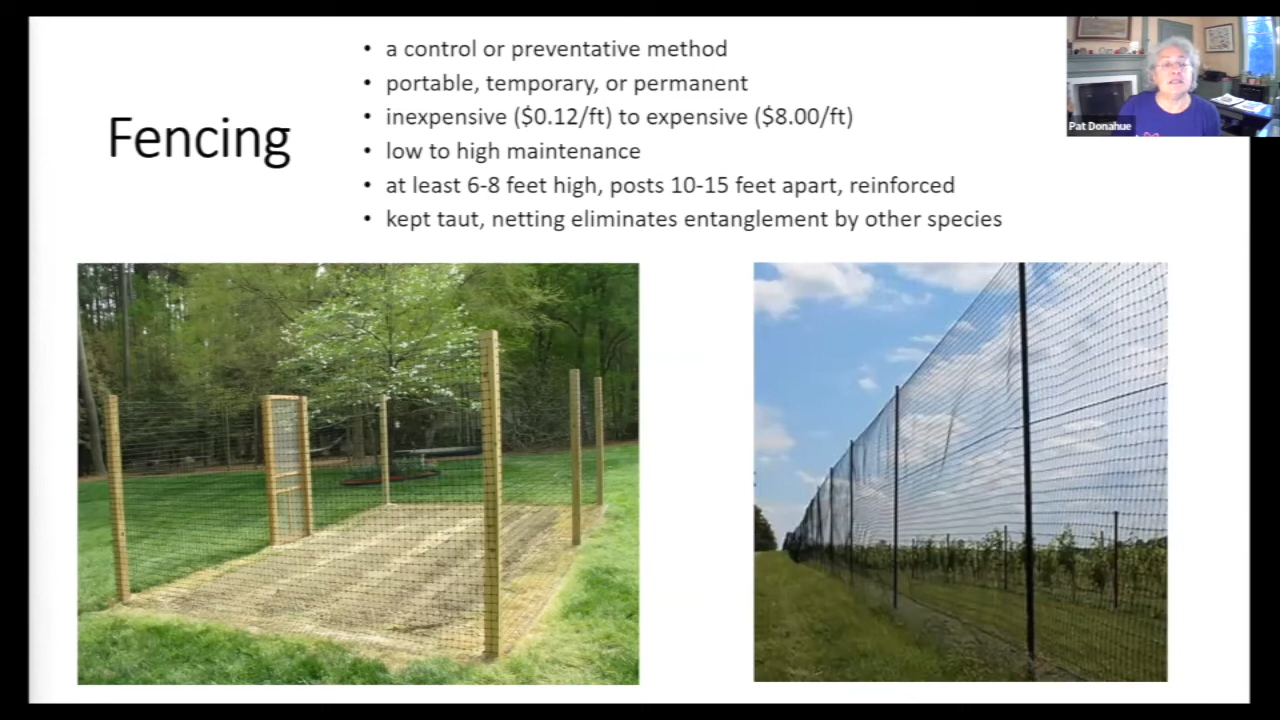 Fencing
• a control or preventative method
• portable, temporary, or permanent
• inexpensive ($0.12/ft) to expensive ($8.00/ft)
• low to high maintenance
• at least 6-8 feet high, posts 10-15 feet apart, reinforced
• kept taut, netting eliminates entanglement by other species
Pat Donahue